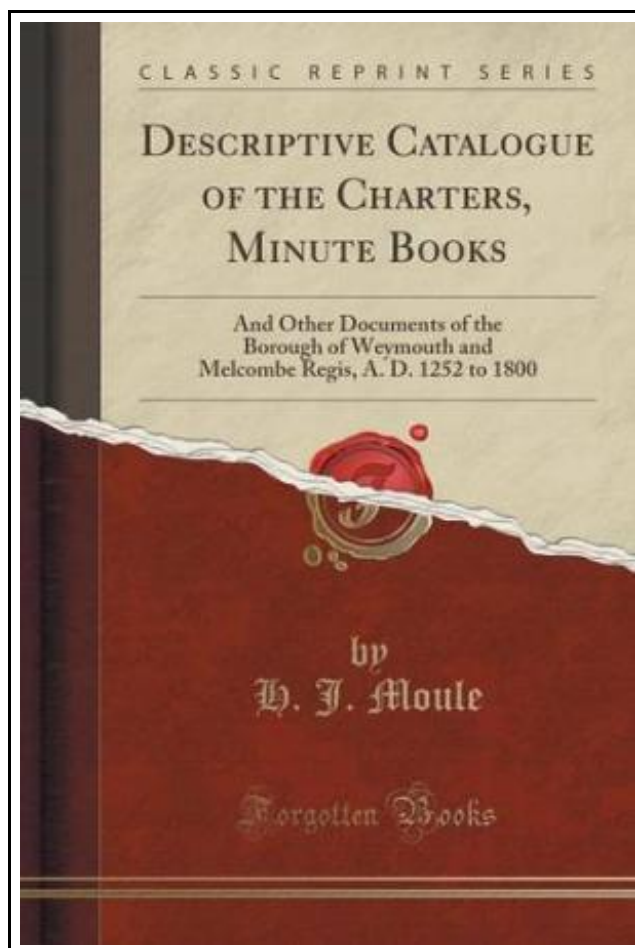 CLASSIC REPRINT SERIES
DESCRIPTIVE CATALOGUE
OF THE CHARTERS,
MINUTE BOOKS
And Other Documents of the
Borough of Weymouth and
Melcombe Regis, A. D. 1252 to 1800
by
H. J. Moule
Forgotten Books